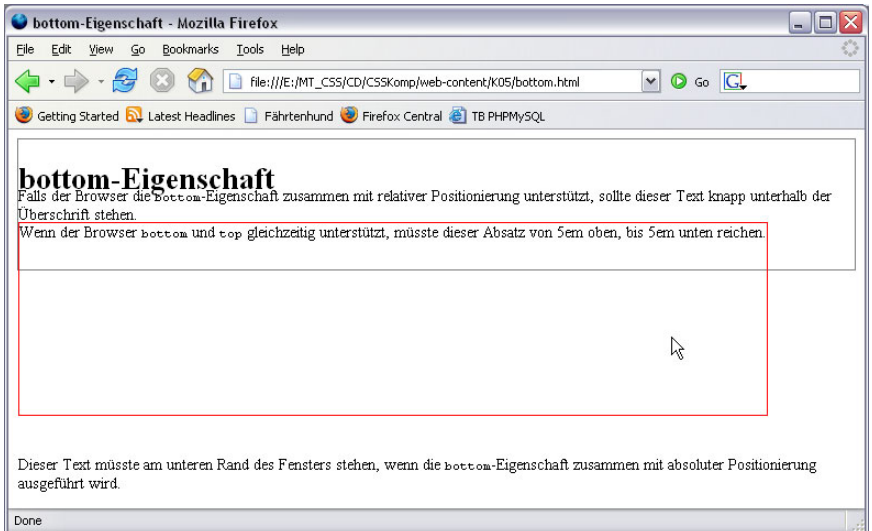 bottom-Eigenschaft - Mozilla Firefox
File Edit View Go Bookmarks Tools Help
file:///E:/MT_CSS/CD/CSSKomp/web-content/K05/bottom.html Go G
Getting Started Latest Headlines Fährtenhund Firefox Central TB PHPMySQL
bottom-Eigenschaft
Falls der Browser die bottom-Eigenschaft zusammen mit relativer Positionierung unterstützt, sollte dieser Text knapp unterhalb der
Überschrift stehen.
Wenn der Browser bottom und top gleichzeitig unterstützt, müsste dieser Absatz von 5em oben, bis 5em unten reichen.
Dieser Text müsste am unteren Rand des Fensters stehen, wenn die bottom-Eigenschaft zusammen mit absoluter Positionierung
ausgeführt wird.
Done